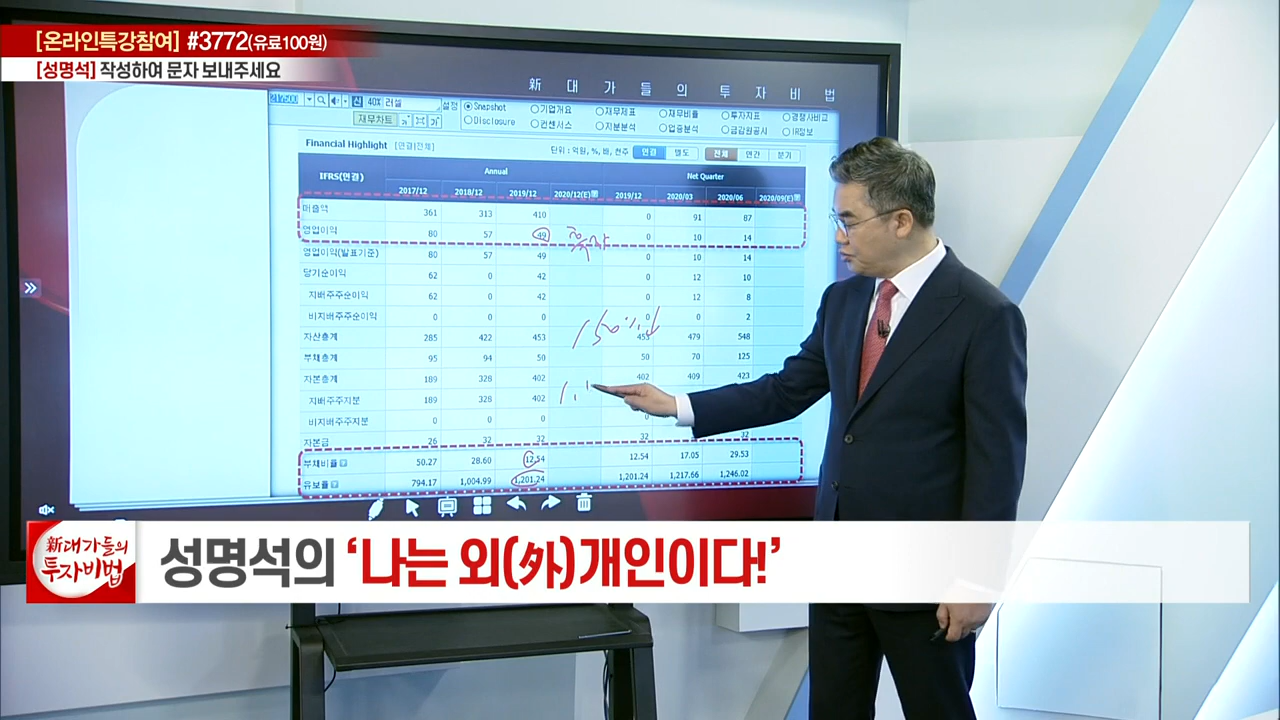 [온라인특강참여] #3772(유료100원)
[성명석] 작성하여 문자 보내주세요
新 대 가 들 의 투 자 비 법
217500 신 40% 러셀 설정 Snapshot 기업개요 재무제표 재무비율 투자지표 경쟁사비교
재무차트 Disclosure 컨센서스 지분분석 업종분석 금감원공시 IR정보
Financial Highlight [연결|전체] 단위 : 억원, %, 배, 천주 연결 별도 전체 연간 분기
IFRS(연결) Annual Net Quarter
2017/12 2018/12 2019/12 2020/12(E) 2019/12 2020/03 2020/06 2020/09(E)
매출액 361 313 410 0 91 87
영업이익 80 57 49 0 10 14
영업이익(발표기준) 80 57 49 0 10 14
당기순이익 62 0 42 0 12 10
지배주주순이익 62 0 42 0 12 8
비지배주주순이익 0 0 0 0 0 2
자산총계 285 422 453 453 479 548
부채총계 95 94 50 50 70 125
자본총계 189 328 402 402 409 423
지배주주지분 189 328 402
비지배주주지분 0 0 0 0
자본금 26 32 32 32 32
부채비율 50.27 28.60 12.54 12.54 17.05 29.53
유보율 794.17 1,004.99 1,201.24 1,201.24 1,217.66 1,246.02
新대가들의
투자비법
성명석의 ‘나는 외(外)개인이다!’